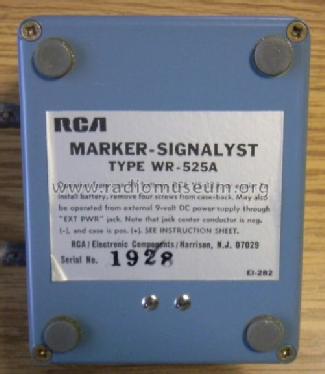 RCA
MARKER-SIGNALYST
TYPE WR-525A
www.radiomuseum.org
install battery, remove four screws from case-back. May also
be operated from external 9-volt DC power supply through
"EXT PWR" jack. Note that jack center conductor is neg.
(-), and case is pos. (+). SEE INSTRUCTION SHEET.
RCA/Electronic Components/Harrison, N.J. 07029
Serial No. 1928
EI-282